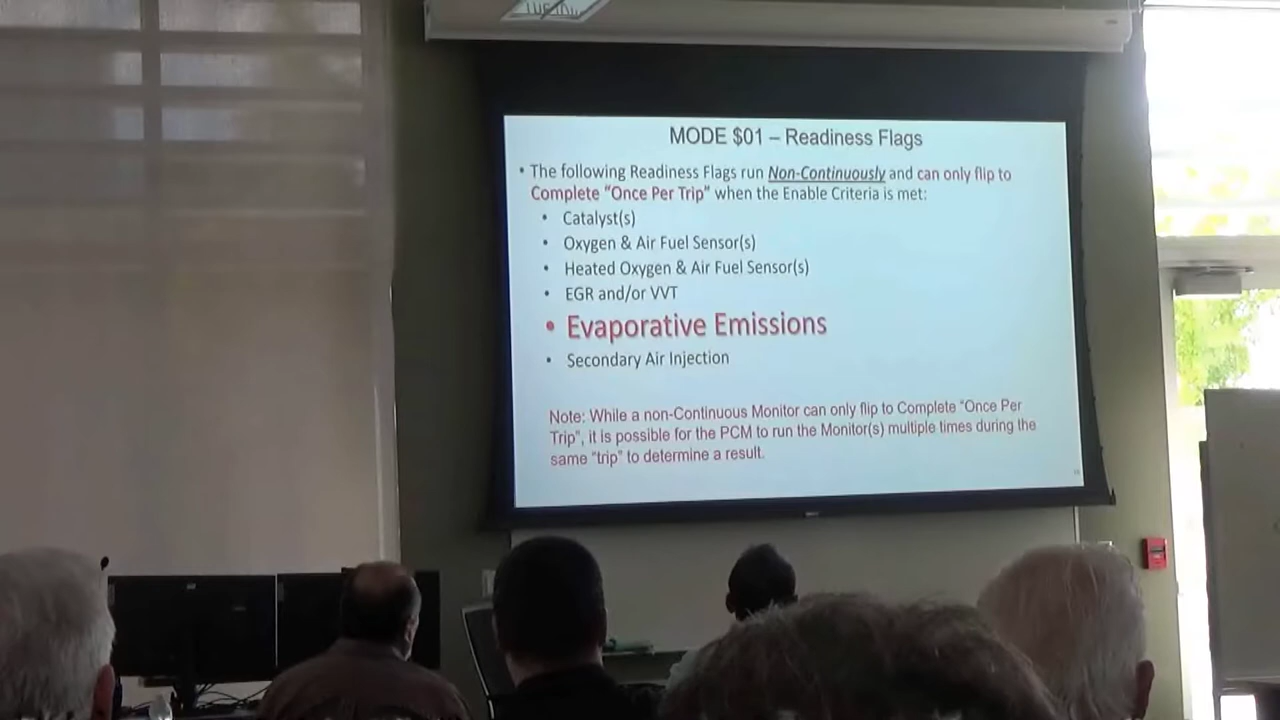 MODE $01 – Readiness Flags
• The following Readiness Flags run Non-Continuously and can only flip to
Complete “Once Per Trip” when the Enable Criteria is met:
• Catalyst(s)
• Oxygen & Air Fuel Sensor(s)
• Heated Oxygen & Air Fuel Sensor(s)
• EGR and/or VVT
• Evaporative Emissions
• Secondary Air Injection
Note: While a non-Continuous Monitor can only flip to Complete “Once Per
Trip”, it is possible for the PCM to run the Monitor(s) multiple times during the
same “trip” to determine a result.